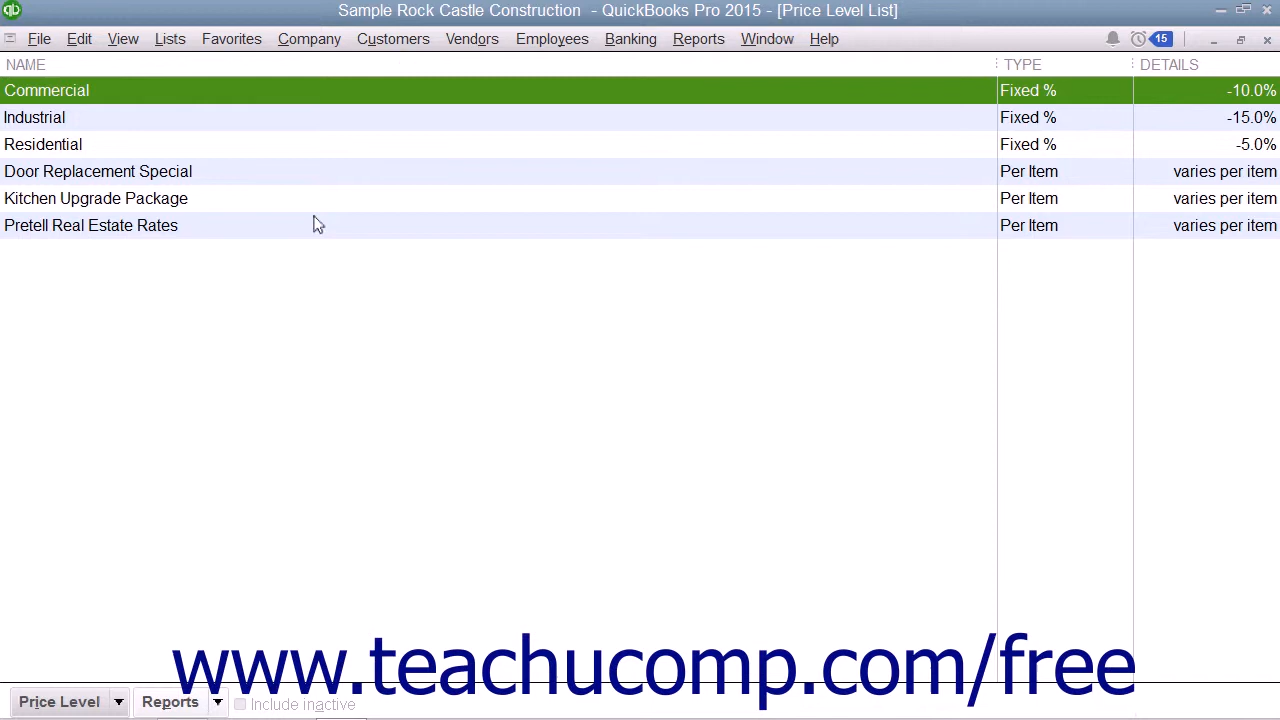 qb Sample Rock Castle Construction - QuickBooks Pro 2015 - [Price Level List]
File Edit View Lists Favorites Company Customers Vendors Employees Banking Reports Window Help 15
NAME TYPE DETAILS
Commercial Fixed % -10.0%
Industrial Fixed % -15.0%
Residential Fixed % -5.0%
Door Replacement Special Per Item varies per item
Kitchen Upgrade Package Per Item varies per item
Pretell Real Estate Rates Per Item varies per item
www.teachucomp.com/free
Price Level Reports Include inactive